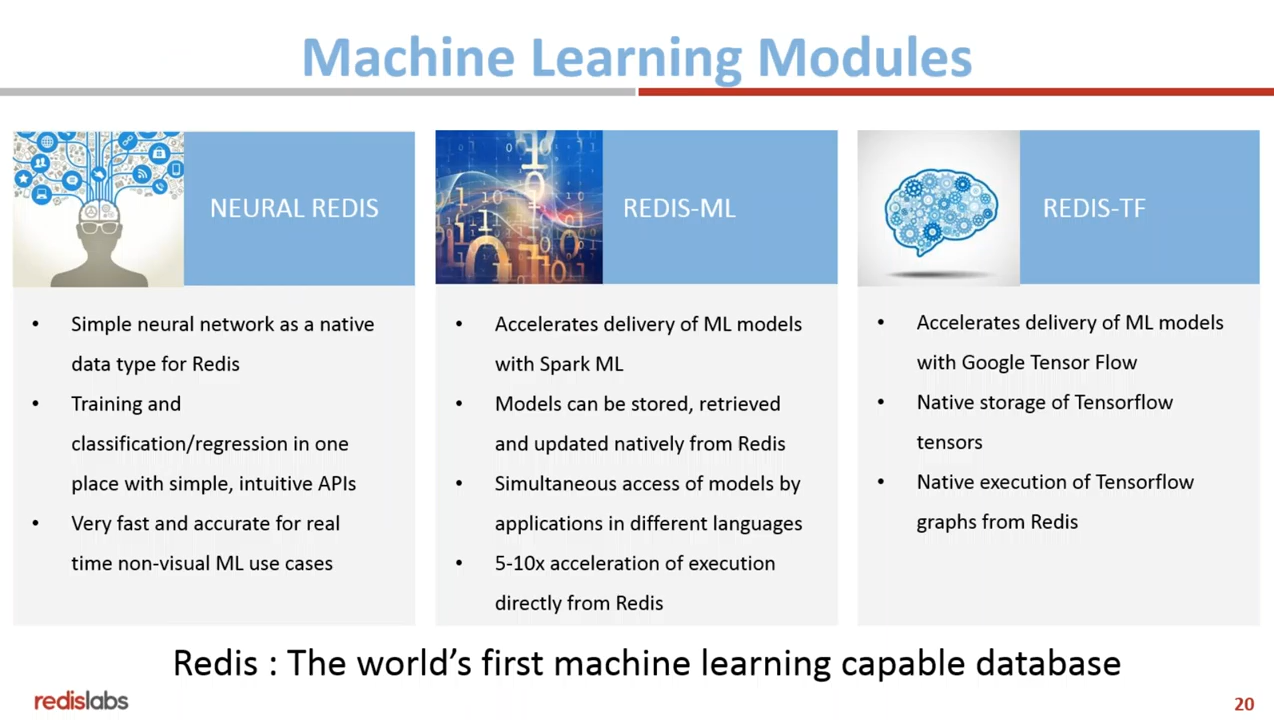 Machine Learning Modules
NEURAL REDIS
• Simple neural network as a native
data type for Redis
• Training and
classification/regression in one
place with simple, intuitive APIs
• Very fast and accurate for real
time non-visual ML use cases
REDIS-ML
• Accelerates delivery of ML models
with Spark ML
• Models can be stored, retrieved
and updated natively from Redis
• Simultaneous access of models by
applications in different languages
• 5-10x acceleration of execution
directly from Redis
REDIS-TF
• Accelerates delivery of ML models
with Google Tensor Flow
• Native storage of Tensorflow
tensors
• Native execution of Tensorflow
graphs from Redis
Redis : The world’s first machine learning capable database
redislabs
20